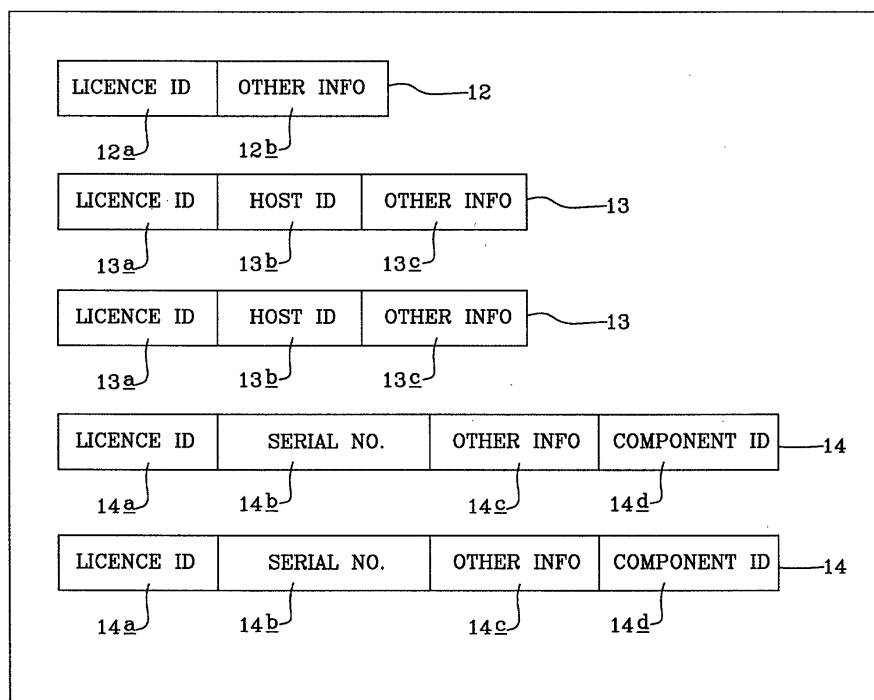 LICENCE ID OTHER INFO 12
12a 12b
LICENCE ID HOST ID OTHER INFO 13
13a 13b 13c
LICENCE ID HOST ID OTHER INFO 13
13a 13b 13c
LICENCE ID SERIAL NO. OTHER INFO COMPONENT ID 14
14a 14b 14c 14d
LICENCE ID SERIAL NO. OTHER INFO COMPONENT ID 14
14a 14b 14c 14d